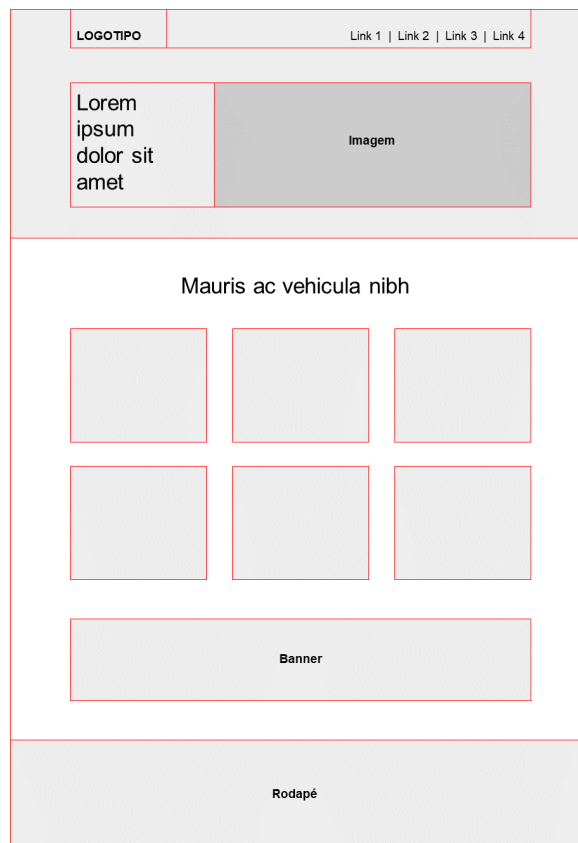 LOGOTIPO
Link 1 | Link 2 | Link 3 | Link 4
Lorem
ipsum
dolor sit
amet
Imagem
Mauris ac vehicula nibh
Banner
Rodapé